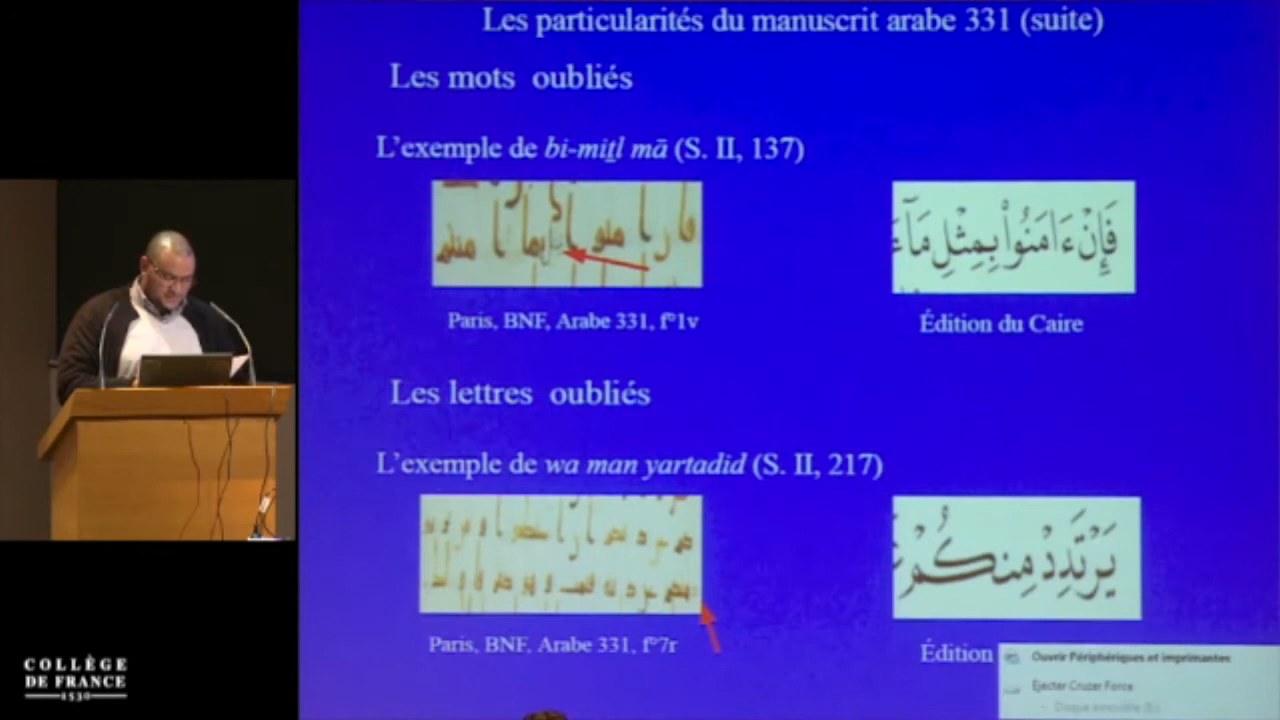 Les particularités du manuscrit arabe 331 (suite)
Les mots oubliés
L'exemple de bi-miṯl mā (S. II, 137)
فَإِنْ ءَامَنُوا۟ بِمِثْلِ مَآ
Paris, BNF, Arabe 331, f°1v
Édition du Caire
Les lettres oubliés
L'exemple de wa man yartadid (S. II, 217)
يَرْتَدِدْ مِنكُمْ
Paris, BNF, Arabe 331, f°7r
Édition
Ouvrir Périphériques et imprimantes
Éjecter Cruzer Force
COLLÈGE
DE FRANCE
1530